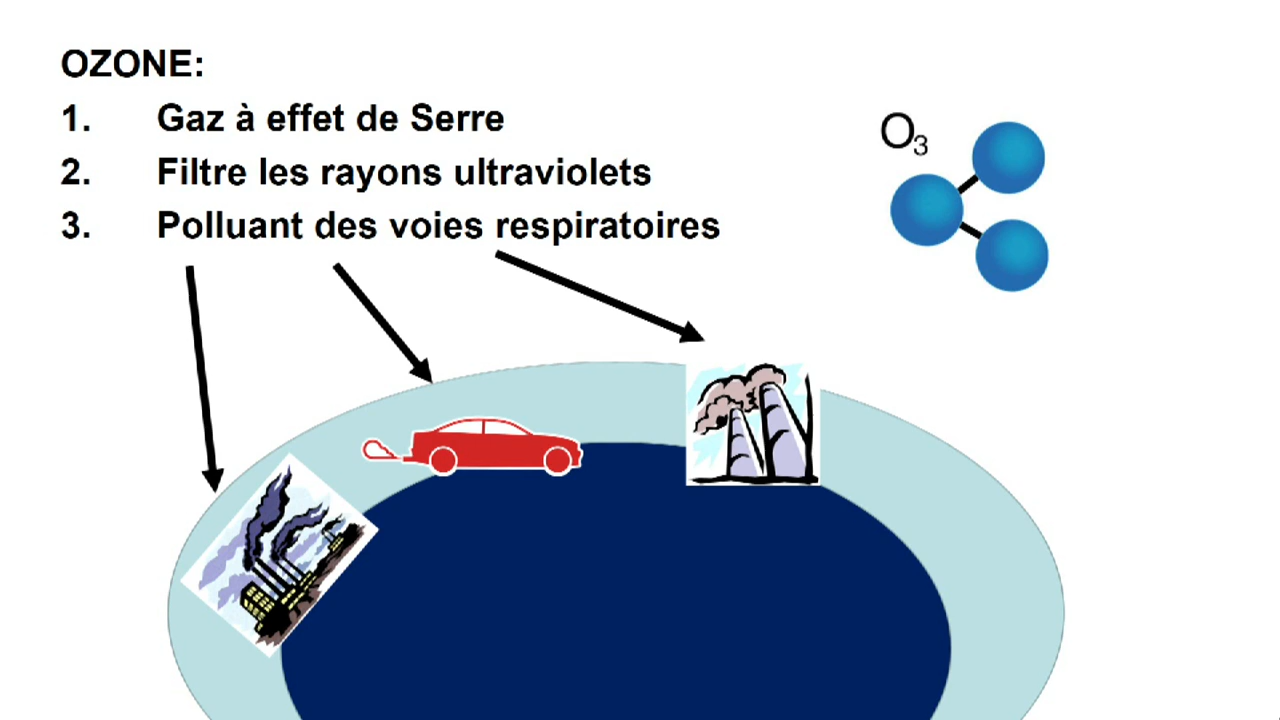 OZONE:
1. Gaz à effet de Serre
2. Filtre les rayons ultraviolets
3. Polluant des voies respiratoires
O₃